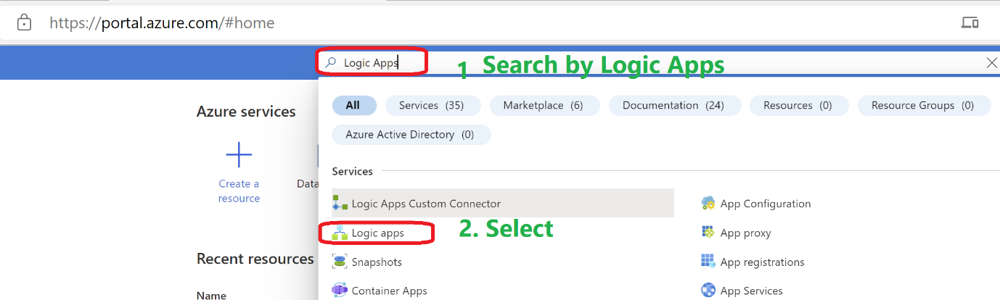 https://portal.azure.com/#home
Logic Apps
1 Search by Logic Apps
All Services (35) Marketplace (6) Documentation (24) Resources (0) Resource Groups (0)
Azure Active Directory (0)
Azure services
Create a resource
Data
Services
Logic Apps Custom Connector
App Configuration
Logic apps
2. Select
App proxy
Snapshots
App registrations
Container Apps
App Services
Recent resources
Name